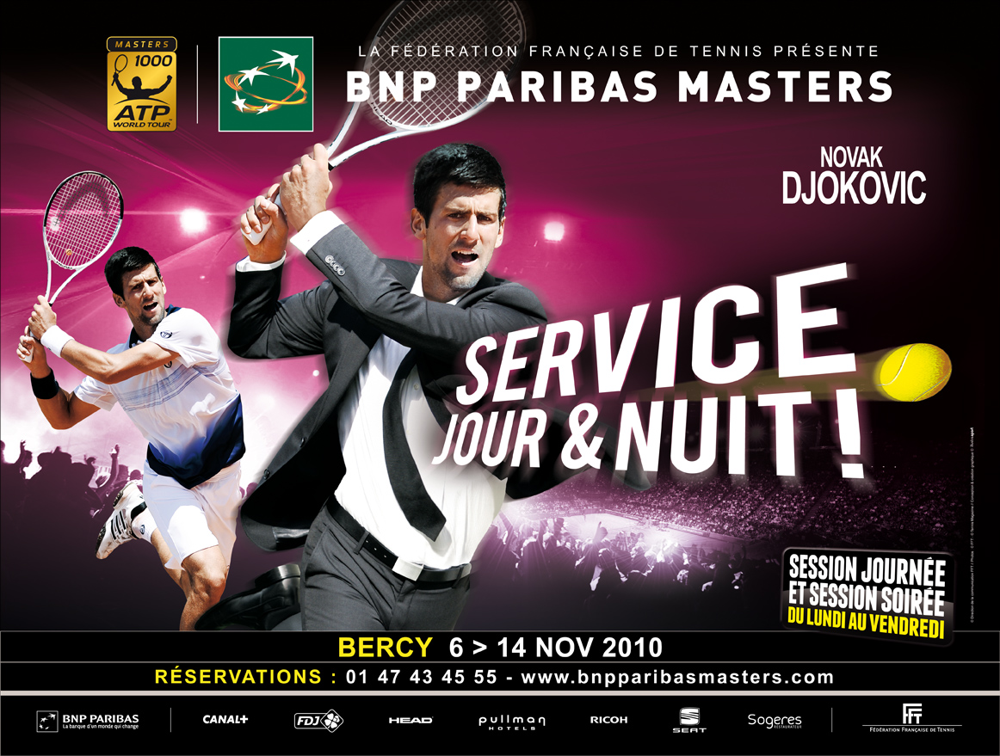 MASTERS
1000
ATP
WORLD TOUR
LA FÉDÉRATION FRANÇAISE DE TENNIS PRÉSENTE
BNP PARIBAS MASTERS
NOVAK
DJOKOVIC
SERVICE
JOUR & NUIT !
SESSION JOURNÉE
ET SESSION SOIRÉE
DU LUNDI AU VENDREDI
BERCY 6 > 14 NOV 2010
RÉSERVATIONS : 01 47 43 45 55 - www.bnpparibasmasters.com
BNP PARIBAS
La banque d'un monde qui change
CANAL+
FDJ
HEAD
pullman
HOTELS
RICOH
SEAT
Sogeres
RESTAURATEUR
FFT
FÉDÉRATION FRANÇAISE DE TENNIS